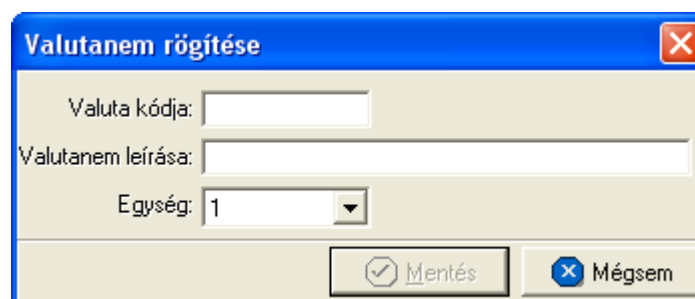 Valutanem rögítése
Valuta kódja:
Valutanem leírása:
Egység: 1
Mentés Mégsem